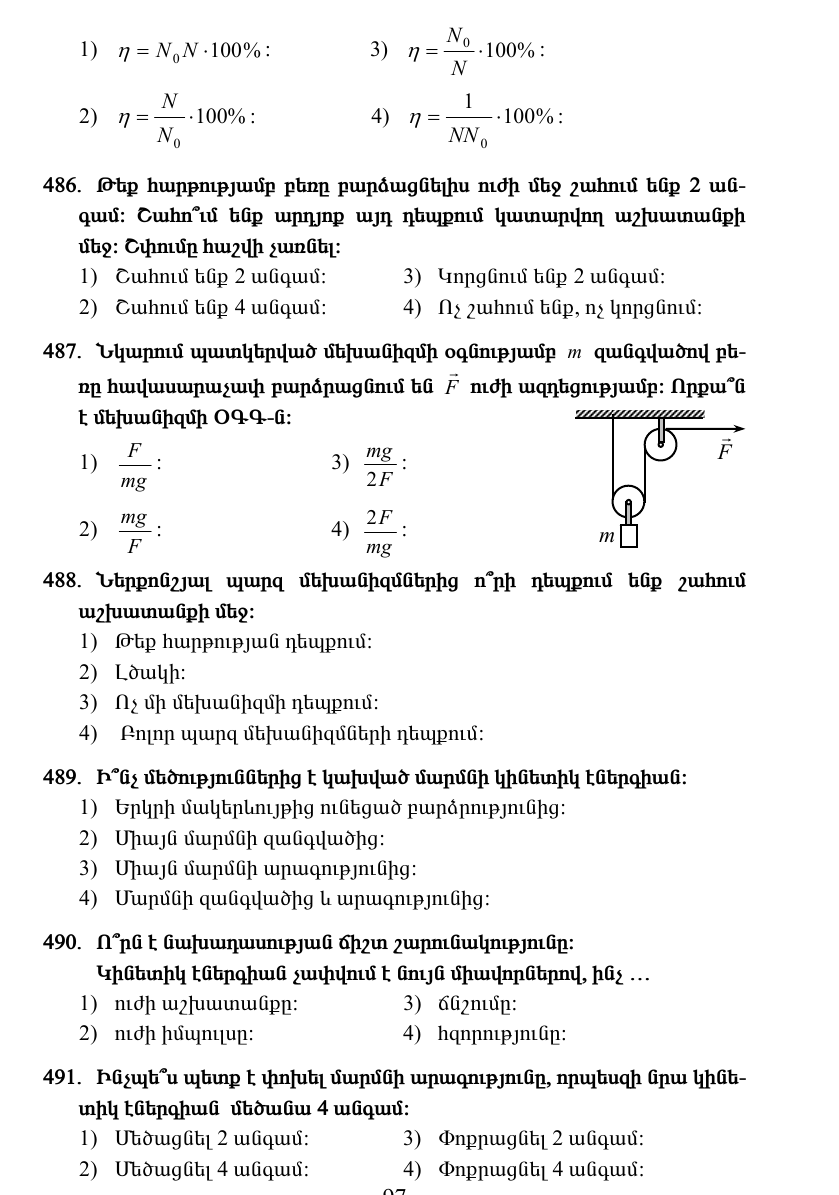 1) η = N₀N ·100% : 3) η = N₀/N ·100% :
2) η = N/N₀ ·100% : 4) η = 1/NN₀ ·100% :
486. Թեք հարթությամբ բեռը բարձացնելիս ուժի մեջ շահում ենք 2 ան-
գամ: Շահո՞ւմ ենք արդյոք այդ դեպքում կատարվող աշխատանքի
մեջ: Շփումը հաշվի չառնել:
1) Շահում ենք 2 անգամ: 3) Կորցնում ենք 2 անգամ:
2) Շահում ենք 4 անգամ: 4) Ոչ շահում ենք, ոչ կորցնում:
487. Նկարում պատկերված մեխանիզմի օգնությամբ m զանգվածով բե-
ռը հավասարաչափ բարձրացնում են F⃗ ուժի ազդեցությամբ: Որքա՞ն
է մեխանիզմի ՕԳԳ-ն:
1) F/mg : 3) mg/2F :
2) mg/F : 4) 2F/mg :
F⃗
m
488. Ներքոնշյալ պարզ մեխանիզմներից ո՞րի դեպքում ենք շահում
աշխատանքի մեջ:
1) Թեք հարթության դեպքում:
2) Լծակի:
3) Ոչ մի մեխանիզմի դեպքում:
4) Բոլոր պարզ մեխանիզմների դեպքում:
489. Ի՞նչ մեծություններից է կախված մարմնի կինետիկ էներգիան:
1) Երկրի մակերևույթից ունեցած բարձրությունից:
2) Միայն մարմնի զանգվածից:
3) Միայն մարմնի արագությունից:
4) Մարմնի զանգվածից և արագությունից:
490. Ո՞րն է նախադասության ճիշտ շարունակությունը:
Կինետիկ էներգիան չափվում է նույն միավորներով, ինչ …
1) ուժի աշխատանքը: 3) ճնշումը:
2) ուժի իմպուլսը: 4) հզորությունը:
491. Ինչպե՞ս պետք է փոխել մարմնի արագությունը, որպեսզի նրա կինե-
տիկ էներգիան մեծանա 4 անգամ:
1) Մեծացնել 2 անգամ: 3) Փոքրացնել 2 անգամ:
2) Մեծացնել 4 անգամ: 4) Փոքրացնել 4 անգամ: